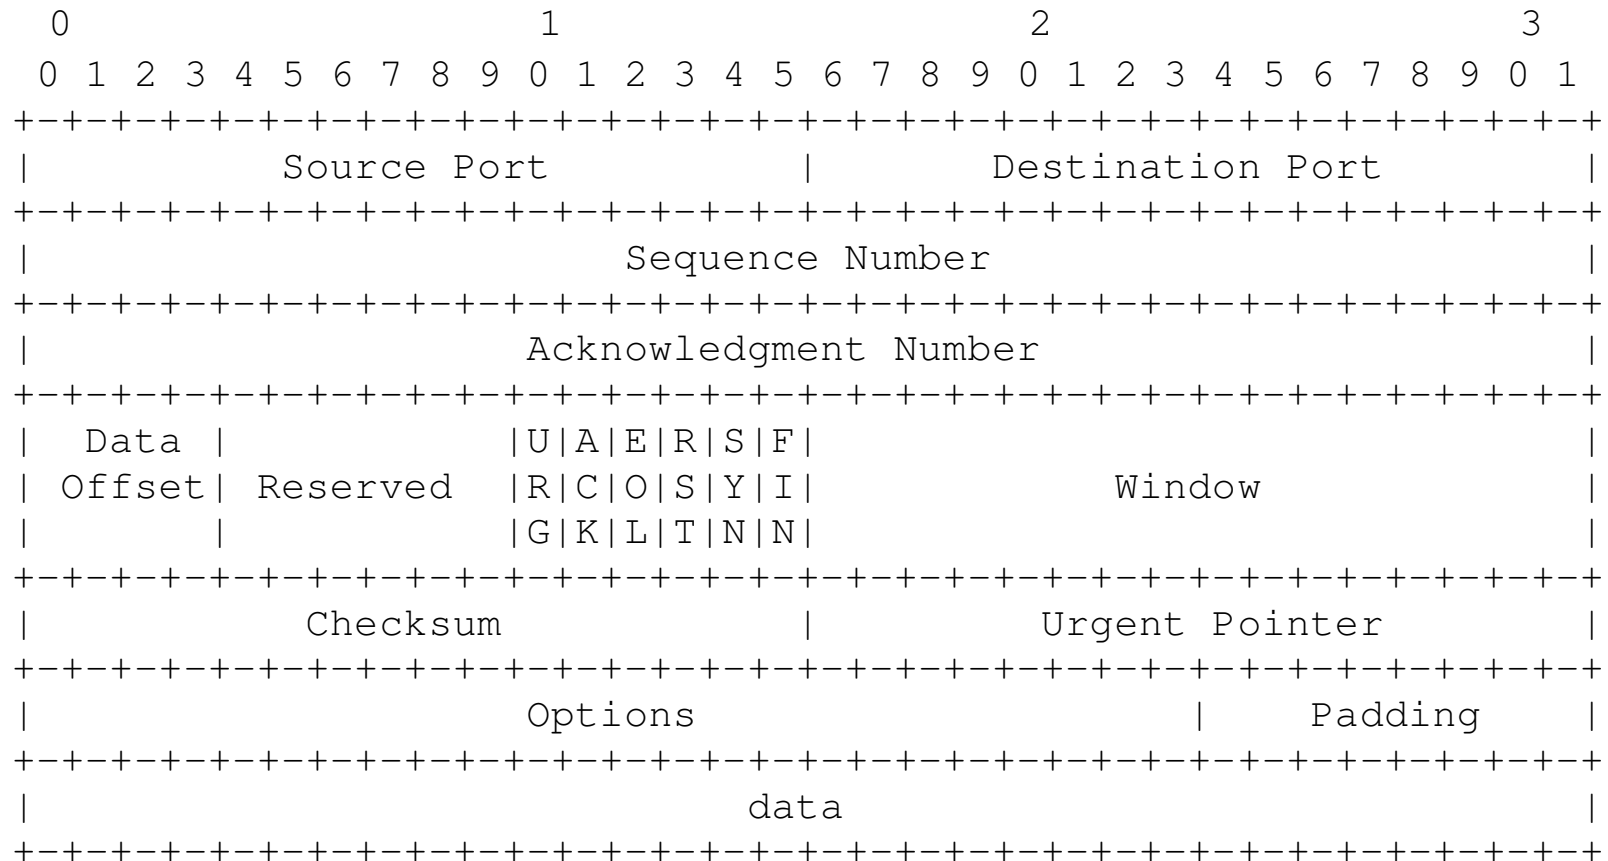 0                   1                   2                   3
 0 1 2 3 4 5 6 7 8 9 0 1 2 3 4 5 6 7 8 9 0 1 2 3 4 5 6 7 8 9 0 1
+-+-+-+-+-+-+-+-+-+-+-+-+-+-+-+-+-+-+-+-+-+-+-+-+-+-+-+-+-+-+-+-+
|          Source Port          |       Destination Port        |
+-+-+-+-+-+-+-+-+-+-+-+-+-+-+-+-+-+-+-+-+-+-+-+-+-+-+-+-+-+-+-+-+
|                        Sequence Number                        |
+-+-+-+-+-+-+-+-+-+-+-+-+-+-+-+-+-+-+-+-+-+-+-+-+-+-+-+-+-+-+-+-+
|                    Acknowledgment Number                      |
+-+-+-+-+-+-+-+-+-+-+-+-+-+-+-+-+-+-+-+-+-+-+-+-+-+-+-+-+-+-+-+-+
|  Data |           |U|A|E|R|S|F|                               |
| Offset| Reserved  |R|C|O|S|Y|I|            Window             |
|       |           |G|K|L|T|N|N|                               |
+-+-+-+-+-+-+-+-+-+-+-+-+-+-+-+-+-+-+-+-+-+-+-+-+-+-+-+-+-+-+-+-+
|           Checksum            |         Urgent Pointer        |
+-+-+-+-+-+-+-+-+-+-+-+-+-+-+-+-+-+-+-+-+-+-+-+-+-+-+-+-+-+-+-+-+
|                    Options                    |    Padding    |
+-+-+-+-+-+-+-+-+-+-+-+-+-+-+-+-+-+-+-+-+-+-+-+-+-+-+-+-+-+-+-+-+
|                             data                              |
+-+-+-+-+-+-+-+-+-+-+-+-+-+-+-+-+-+-+-+-+-+-+-+-+-+-+-+-+-+-+-+-+